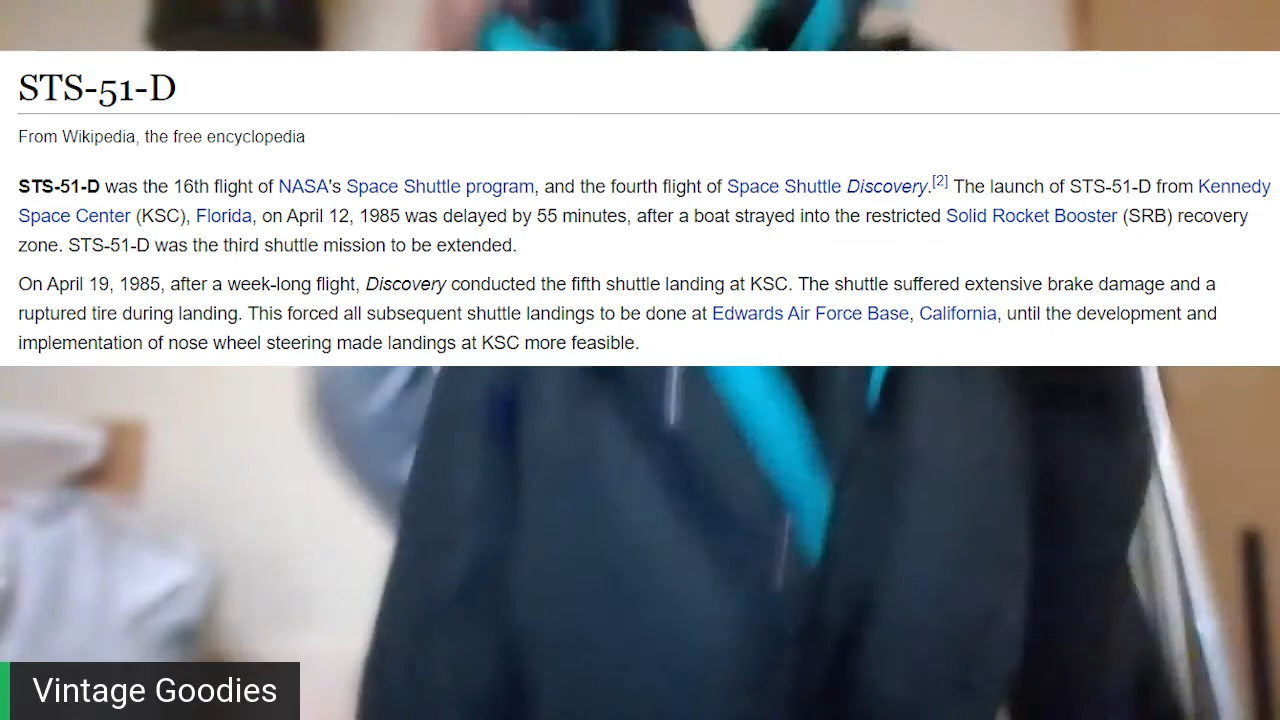 STS-51-D
From Wikipedia, the free encyclopedia
STS-51-D was the 16th flight of NASA's Space Shuttle program, and the fourth flight of Space Shuttle Discovery.[2] The launch of STS-51-D from Kennedy
Space Center (KSC), Florida, on April 12, 1985 was delayed by 55 minutes, after a boat strayed into the restricted Solid Rocket Booster (SRB) recovery
zone. STS-51-D was the third shuttle mission to be extended.
On April 19, 1985, after a week-long flight, Discovery conducted the fifth shuttle landing at KSC. The shuttle suffered extensive brake damage and a
ruptured tire during landing. This forced all subsequent shuttle landings to be done at Edwards Air Force Base, California, until the development and
implementation of nose wheel steering made landings at KSC more feasible.
Vintage Goodies